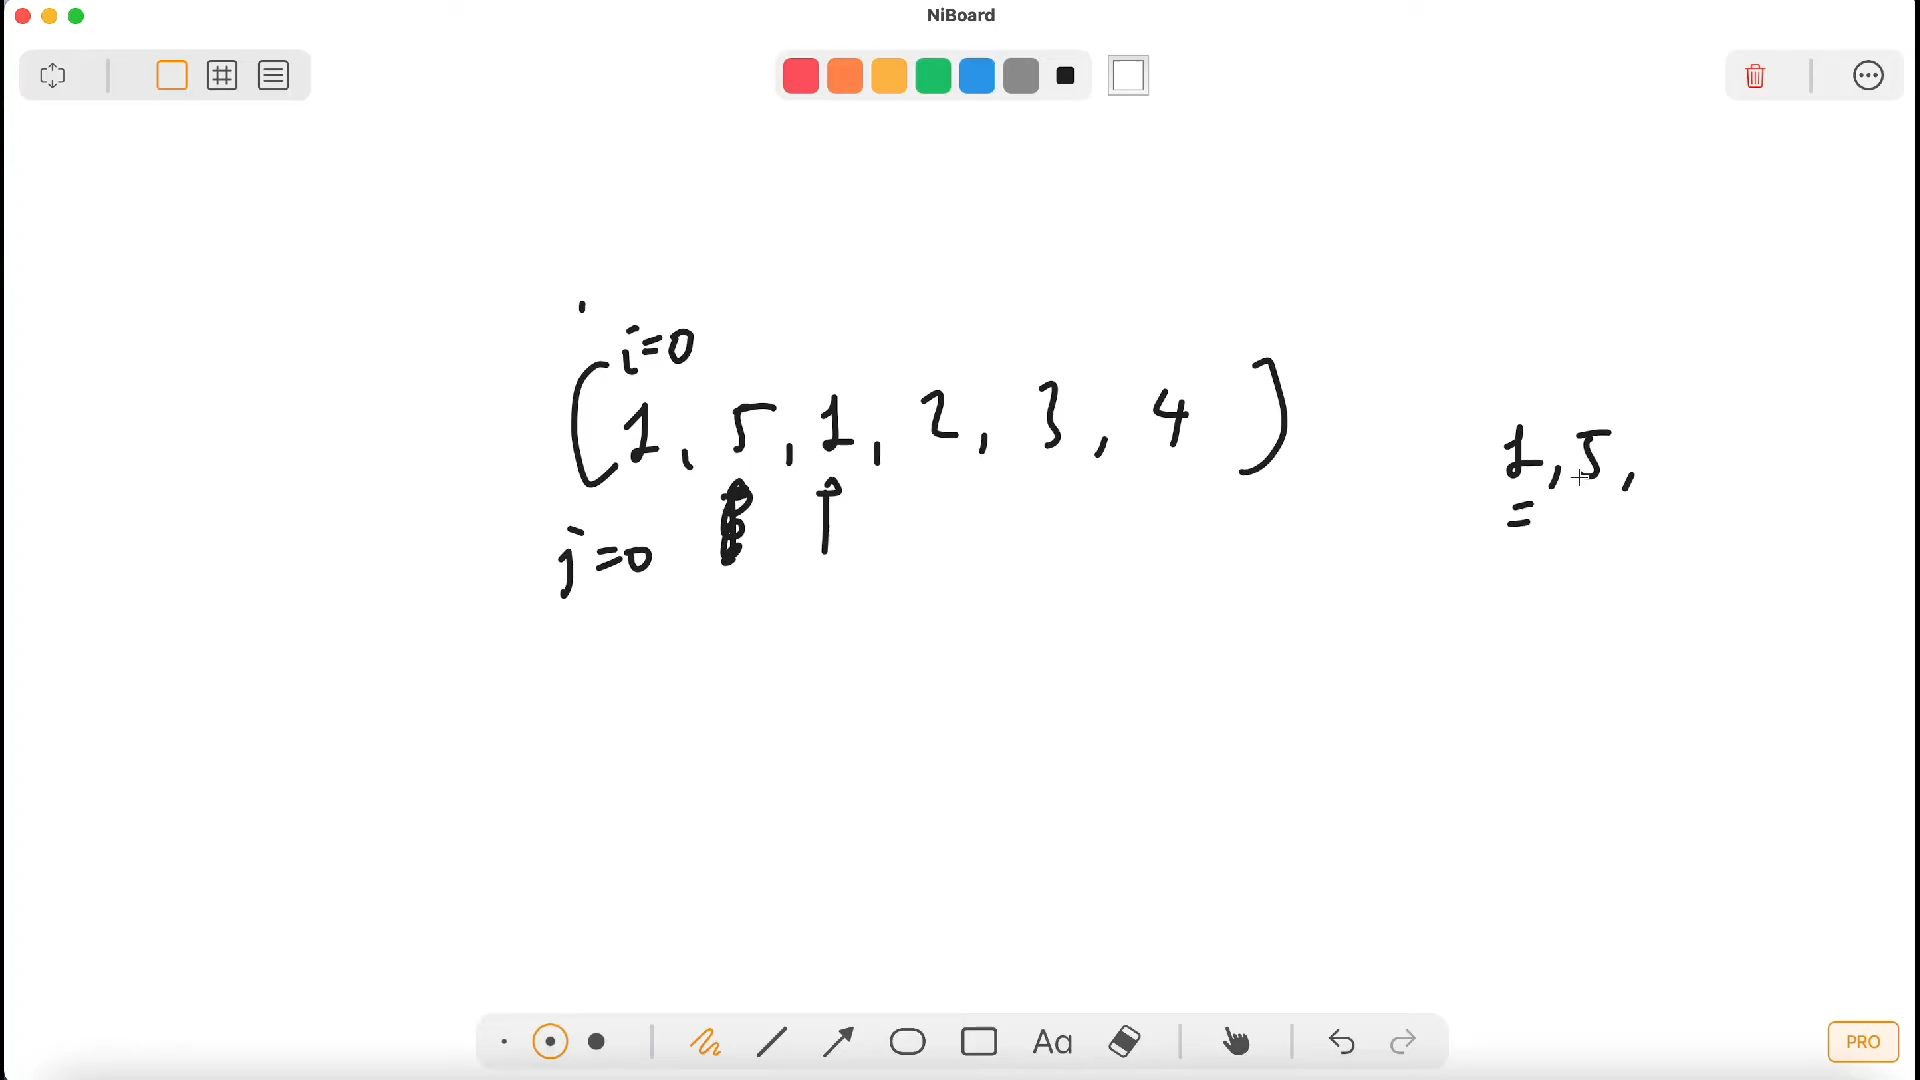 NiBoard
i=0
(1, 5, 1, 2, 3, 4)
1, 5,
=
j=0
Aa
PRO